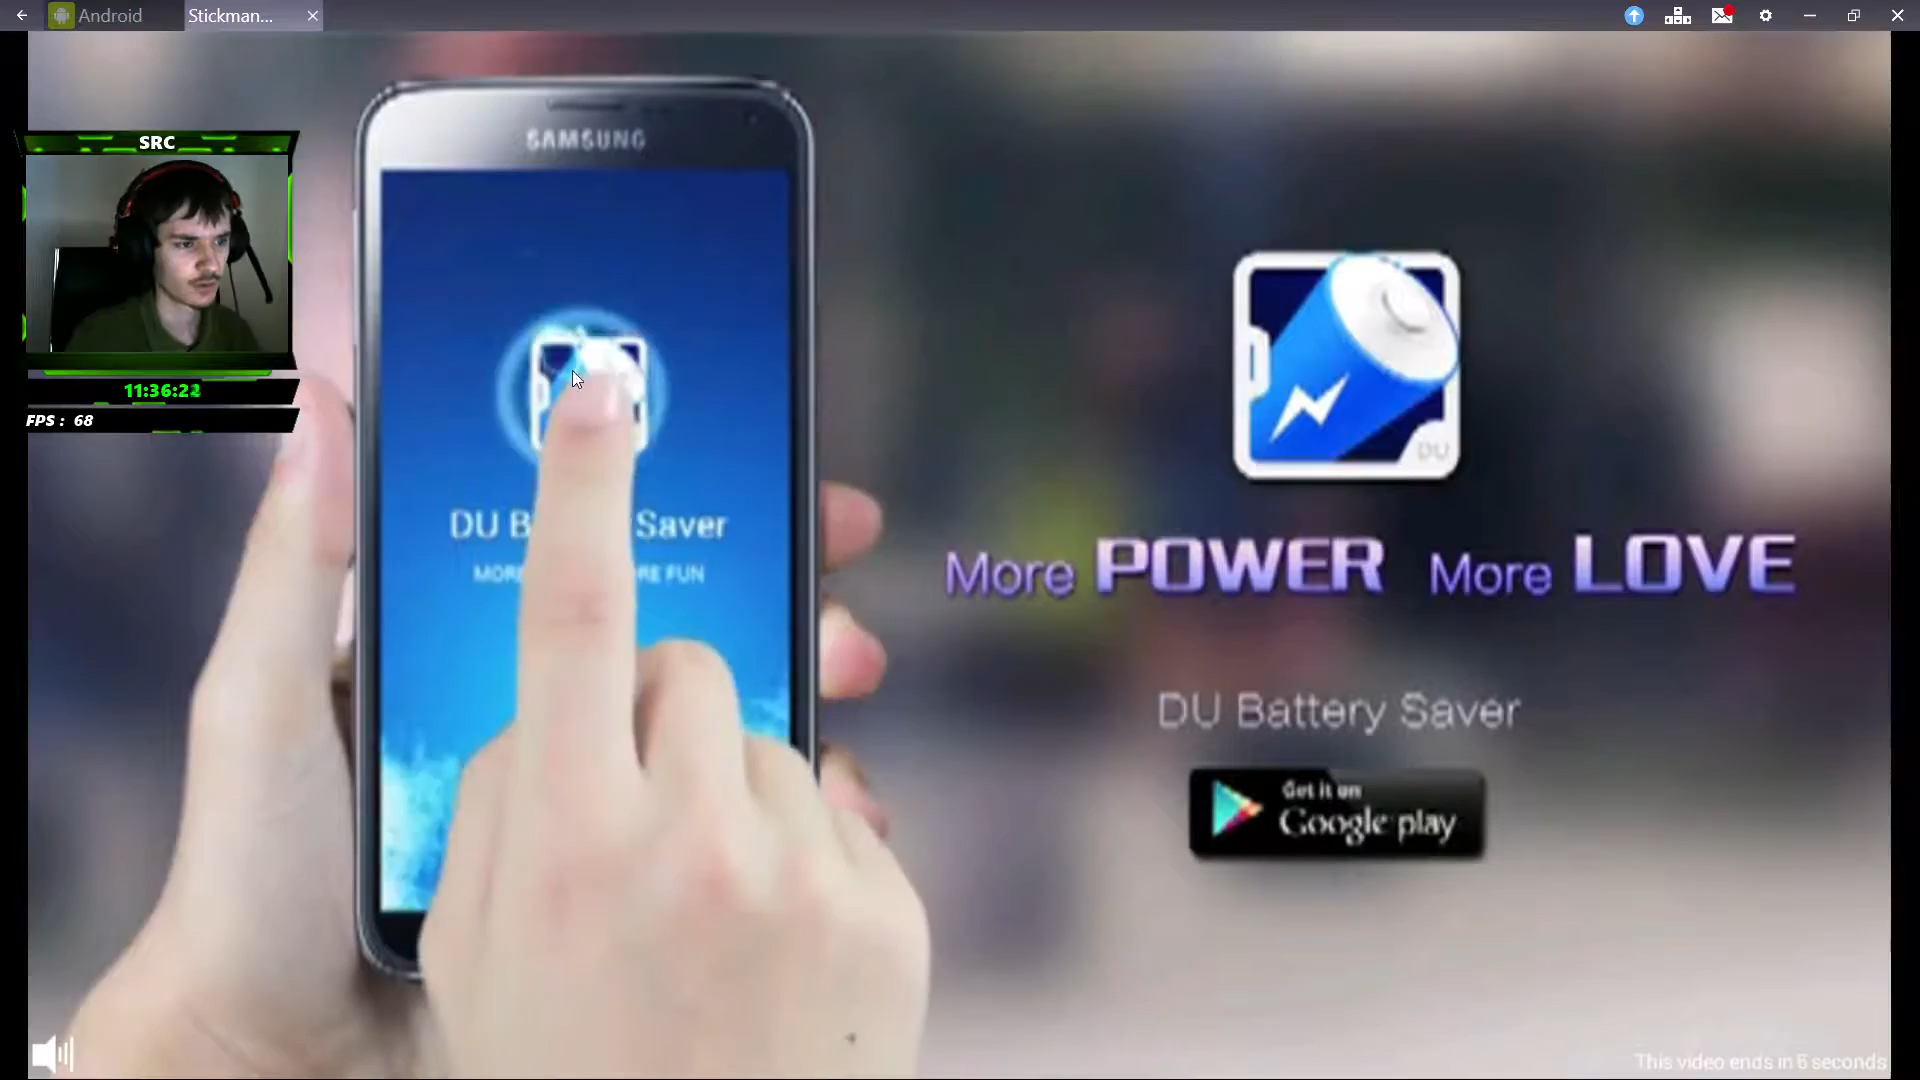 Android
Stickman...
SRC
11:36:22
FPS : 68
SAMSUNG
DU B Saver
MORE RE FUN
DU
More POWER More LOVE
DU Battery Saver
Get it on
Google play
This video ends in 5 seconds